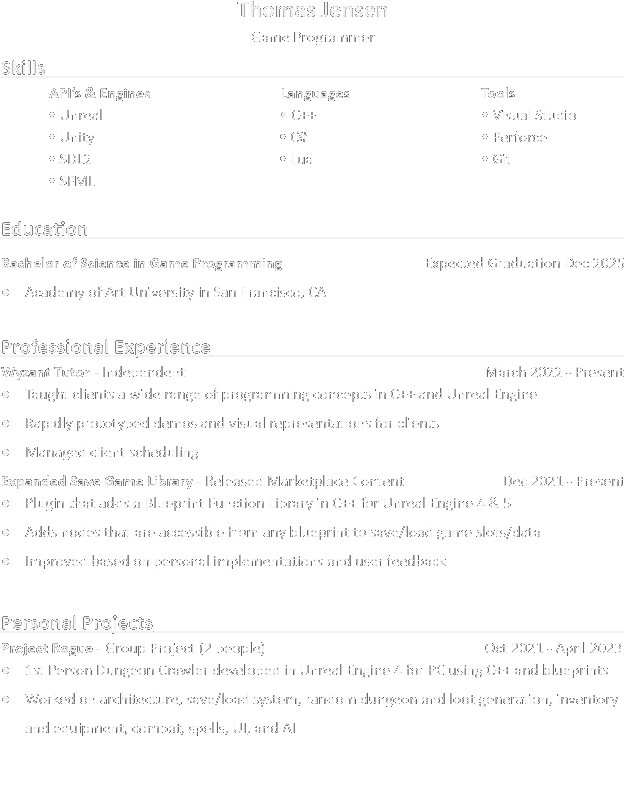 Thomas Jensen
Game Programmer
Skills
API's & Engines Languages Tools
• Unreal • C++ • Visual Studio
• Unity • C# • Perforce
• SDL2 • Lua • Git
• SFML
Education
Bachelor of Science in Game Programming Expected Graduation Dec 2025
• Academy of Art University in San Francisco, CA
Professional Experience
Wyzant Tutor - Independent March 2022 - Present
• Taught clients a wide range of programming concepts in C++ and Unreal Engine
• Rapidly prototyped demos and visual representations for clients
• Managed client scheduling
Expanded Save Game Library - Released Marketplace Content Dec 2021 - Present
• Plugin that adds a Blueprint Function Library in C++ for Unreal Engine 4 & 5
• Adds nodes that are accessible from any blueprint to save/load game slots/data
• Improved based on personal implementations and user feedback
Personal Projects
Project Rogue - Group Project (2 people) Oct 2021 - April 2023
• 1st Person Dungeon Crawler developed in Unreal Engine 4 for PC using C++ and blueprints
• Worked on architecture, save/load system, random dungeon and loot generation, inventory
and equipment, combat, spells, UI, and AI